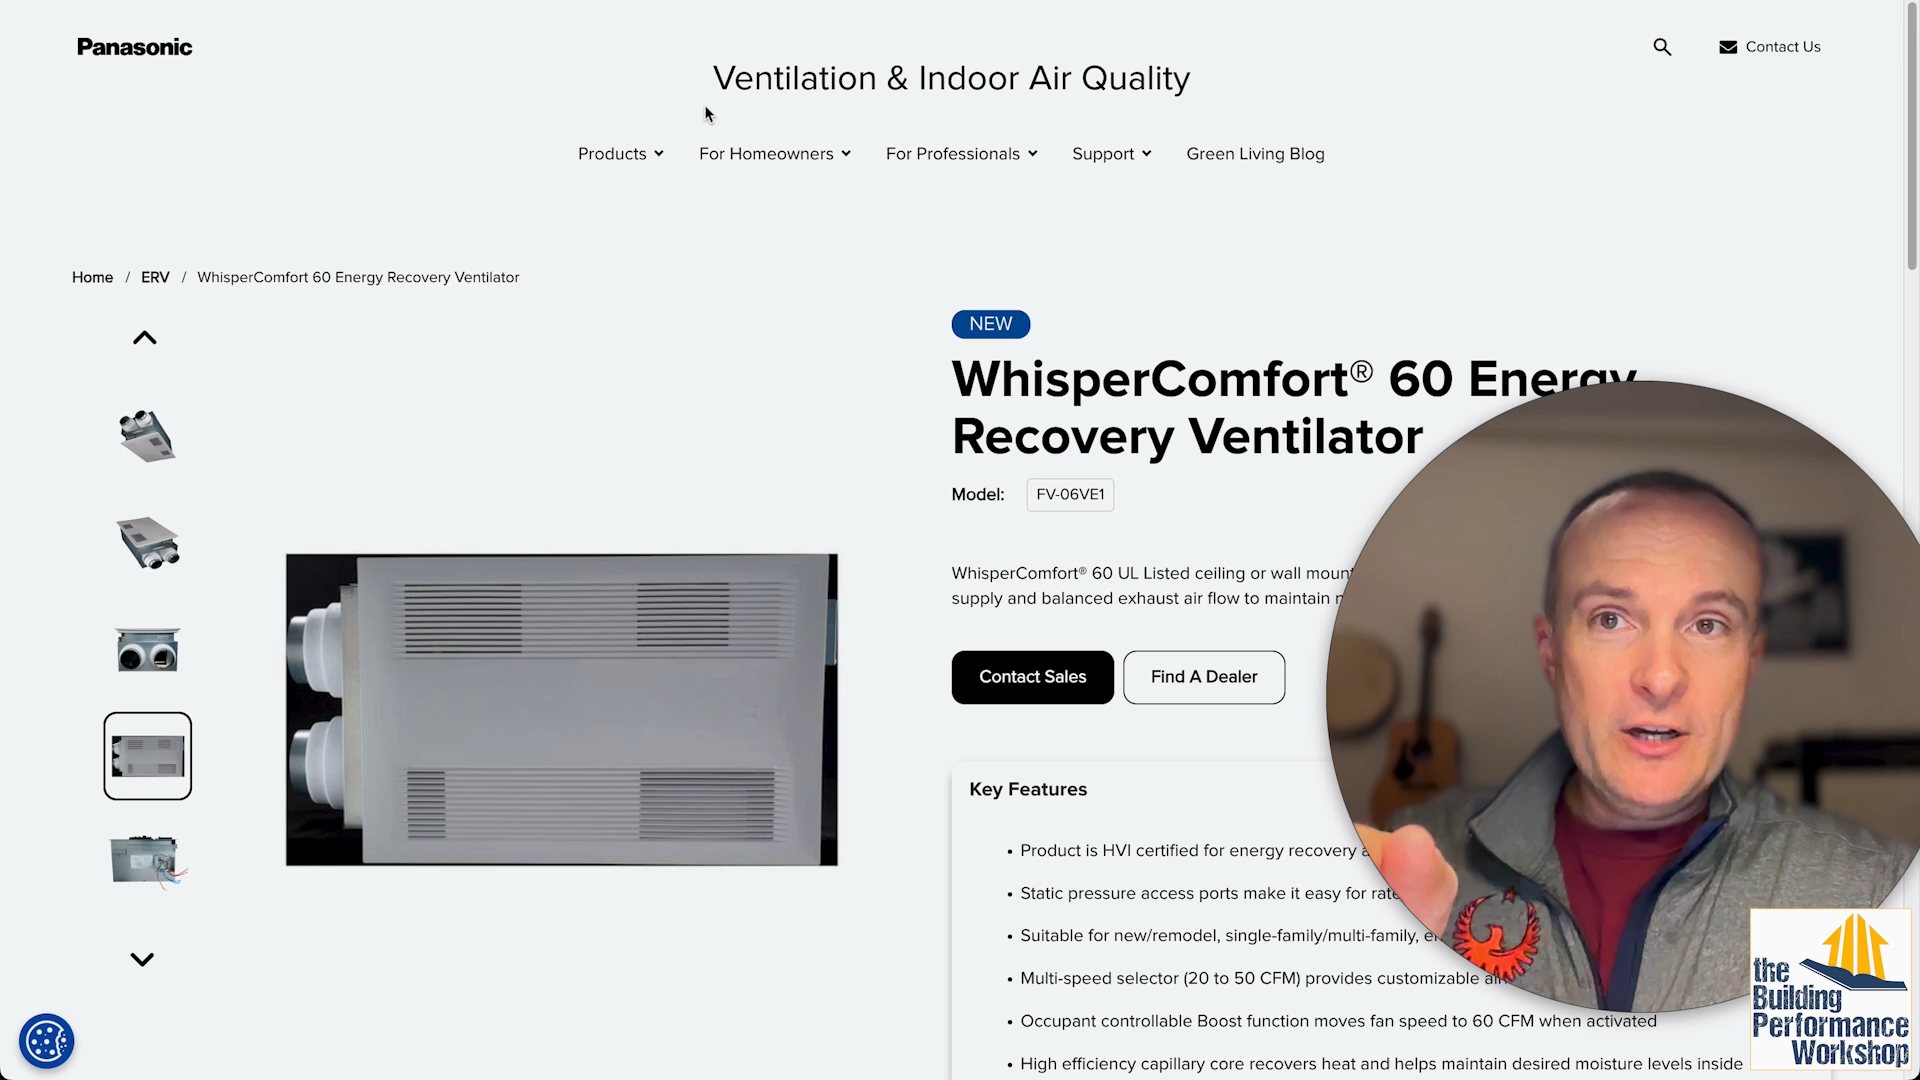 Panasonic
Contact Us
Ventilation & Indoor Air Quality
Products
For Homeowners
For Professionals
Support
Green Living Blog
Home / ERV / WhisperComfort 60 Energy Recovery Ventilator
NEW
WhisperComfort® 60 Energy
Recovery Ventilator
Model: FV-06VE1
WhisperComfort® 60 UL Listed ceiling or wall
supply and balanced exhaust air flow to maintain
Contact Sales
Find A Dealer
Key Features
• Product is HVI certified for energy recovery
• Static pressure access ports make it easy for
• Suitable for new/remodel, single-family/multi-family,
• Multi-speed selector (20 to 50 CFM) provides customizable
• Occupant controllable Boost function moves fan speed to 60 CFM when activated
• High efficiency capillary core recovers heat and helps maintain desired moisture levels inside
the
Building
Performance
Workshop